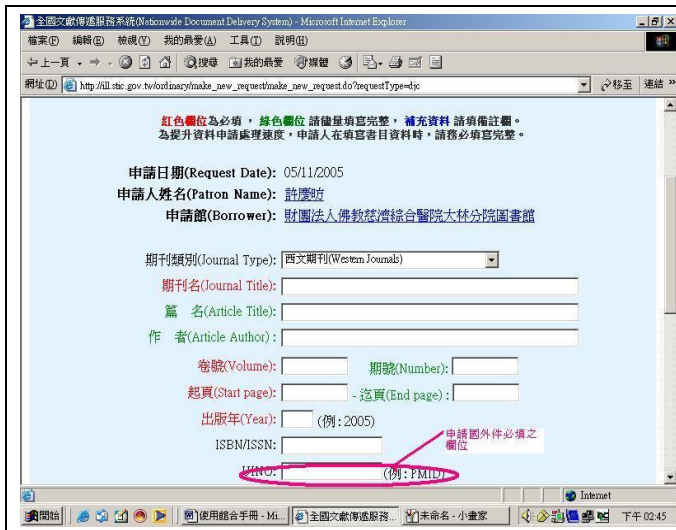 全國文獻傳遞服務系統(Nationwide Document Delivery System) - Microsoft Internet Explorer
檔案(F) 編輯(E) 檢視(V) 我的最愛(A) 工具(T) 說明(H)
上一頁 搜尋 我的最愛 媒體
網址(D) http://ill.stic.gov.tw/ordinary/make_new_request/make_new_request.do?requestType=djc 移至 連結 »
紅色欄位為必填，綠色欄位 請儘量填寫完整，補充資料 請填備註欄。
為提升資料申請處理速度，申請人在填寫書目資料時，請務必填寫完整。
申請日期(Request Date): 05/11/2005
申請人姓名(Patron Name): 許慶昉
申請館(Borrower): 財團法人佛教慈濟綜合醫院大林分院圖書館
期刊類別(Journal Type): 西文期刊(Western Journals)
期刊名(Journal Title):
篇 名(Article Title):
作 者(Article Author) :
卷號(Volume): 期號(Number):
起頁(Start page): - 迄頁(End page) :
出版年(Year): (例 : 2005)
申請國外件必填之
欄位
ISBN/ISSN:
UINO: (例 : PMID)
Internet
開始 使用館合手冊 - Mi... 全國文獻傳遞服務... 未命名 - 小畫家 下午 02:45